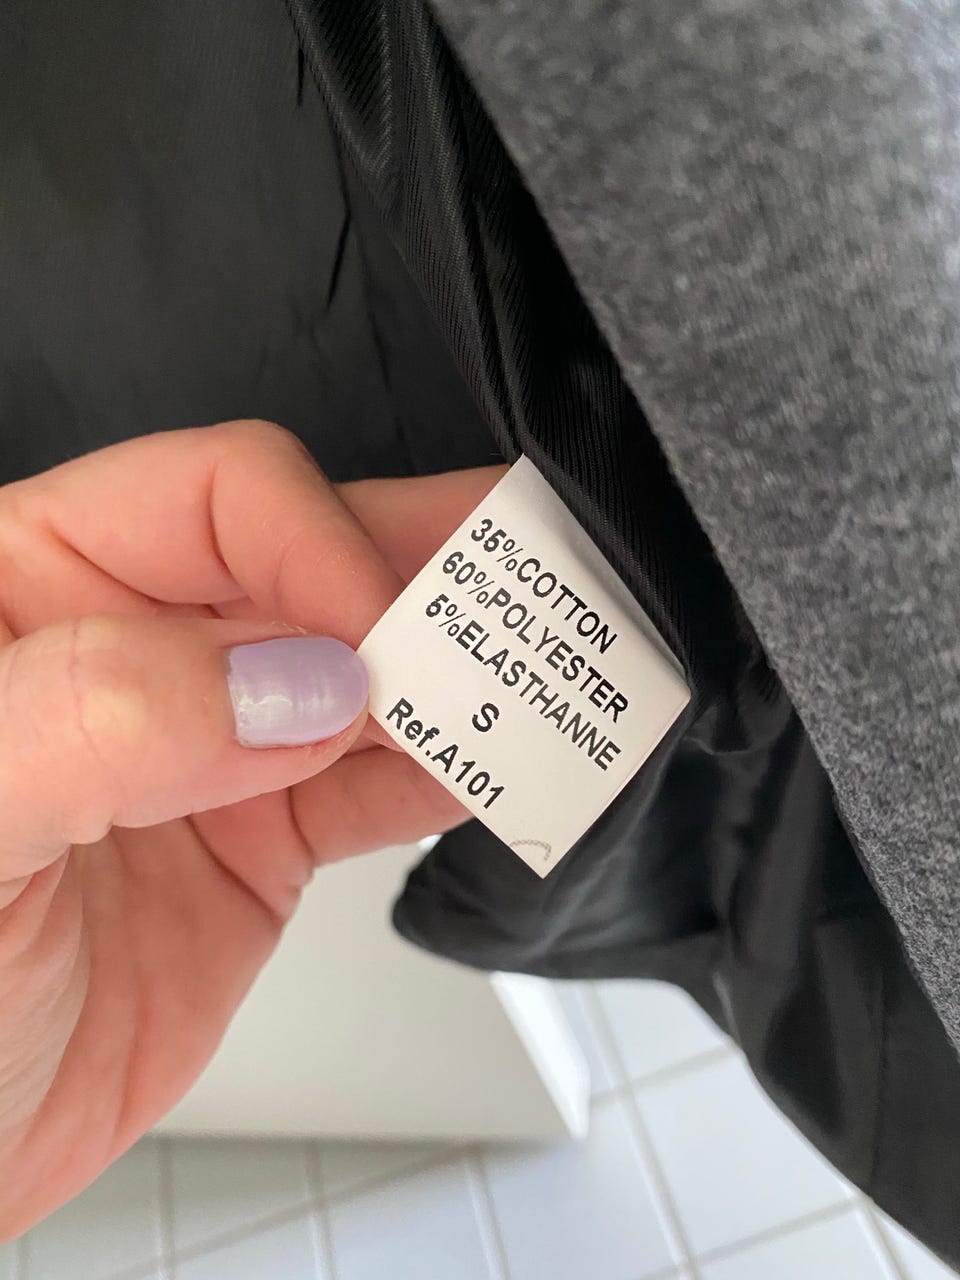 35%COTTON
60%POLYESTER
5%ELASTHANNE
S
Ref.A101